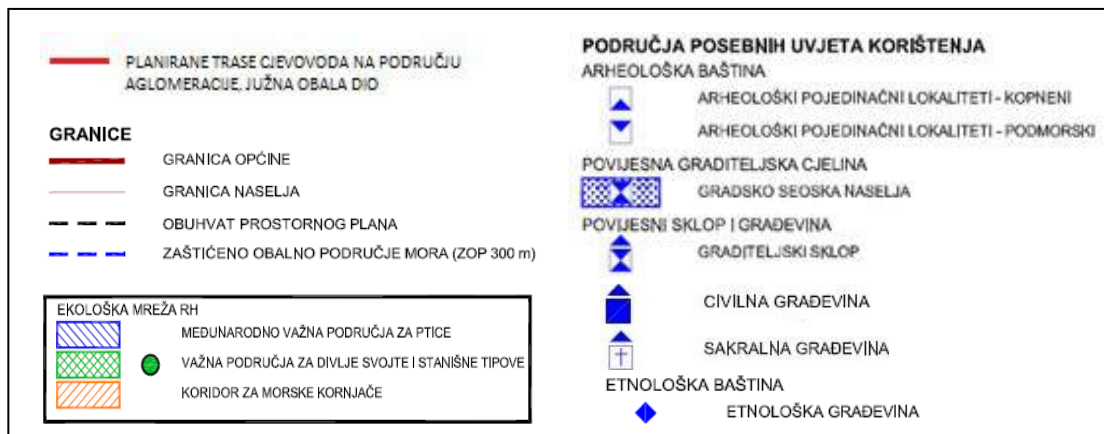 PLANIRANE TRASE CJEVOVODA NA PODRUČJU
AGLOMERACIJE, JUŽNA OBALA DIO
GRANICE
GRANICA OPĆINE
GRANICA NASELJA
OBUHVAT PROSTORNOG PLANA
ZAŠTIĆENO OBALNO PODRUČJE MORA (ZOP 300 m)
EKOLOŠKA MREŽA RH
MEĐUNARODNO VAŽNA PODRUČJA ZA PTICE
VAŽNA PODRUČJA ZA DIVLJE SVOJTE I STANIŠNE TIPOVE
KORIDOR ZA MORSKE KORNJAČE
PODRUČJA POSEBNIH UVJETA KORIŠTENJA
ARHEOLOŠKA BAŠTINA
ARHEOLOŠKI POJEDINAČNI LOKALITETI - KOPNENI
ARHEOLOŠKI POJEDINAČNI LOKALITETI - PODMORSKI
POVIJESNA GRADITELJSKA CJELINA
GRADSKO SEOSKA NASELJA
POVIJESNI SKLOP I GRAĐEVINA
GRADITELJSKI SKLOP
CIVILNA GRAĐEVINA
SAKRALNA GRAĐEVINA
ETNOLOŠKA BAŠTINA
ETNOLOŠKA GRAĐEVINA